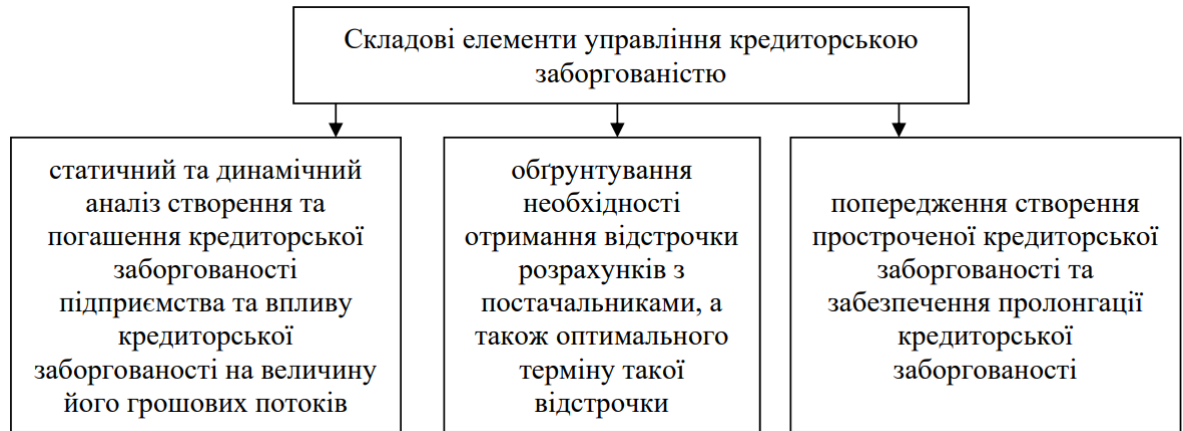 Складові елементи управління кредиторською
заборгованістю
статичний та динамічний
аналіз створення та
погашення кредиторської
заборгованості
підприємства та впливу
кредиторської
заборгованості на величину
його грошових потоків
обґрунтування
необхідності
отримання відстрочки
розрахунків з
постачальниками, а
також оптимального
терміну такої
відстрочки
попередження створення
простроченої кредиторської
заборгованості та
забезпечення пролонгації
кредиторської
заборгованості